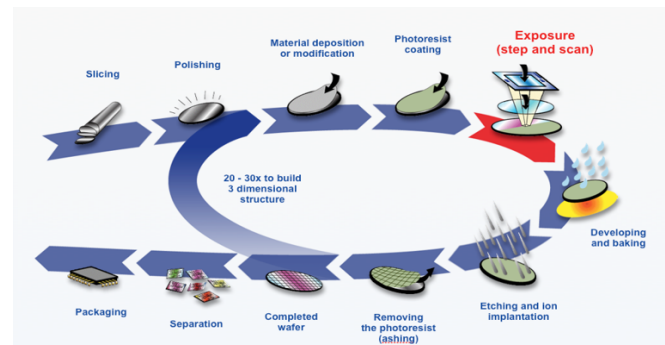 Slicing
Polishing
Material deposition
or modification
Photoresist
coating
Exposure
(step and scan)
20 - 30x to build
3 dimensional
structure
Developing
and baking
Etching and ion
implantation
Removing
the photoresist
(ashing)
Completed
wafer
Separation
Packaging